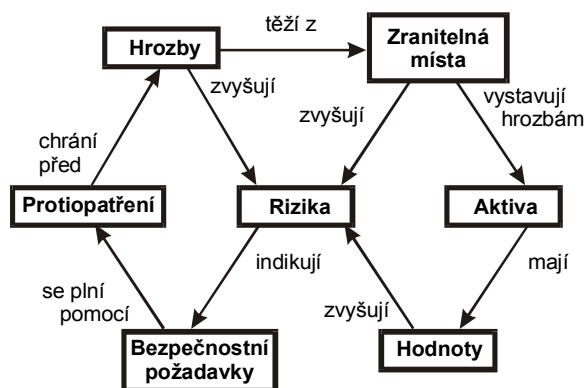 těží z
Hrozby
Zranitelná
místa
zvyšují
zvyšují
vystavují
hrozbám
chrání
před
Protiopatření
Rizika
Aktiva
indikují
mají
se plní
pomocí
zvyšují
Bezpečnostní
požadavky
Hodnoty